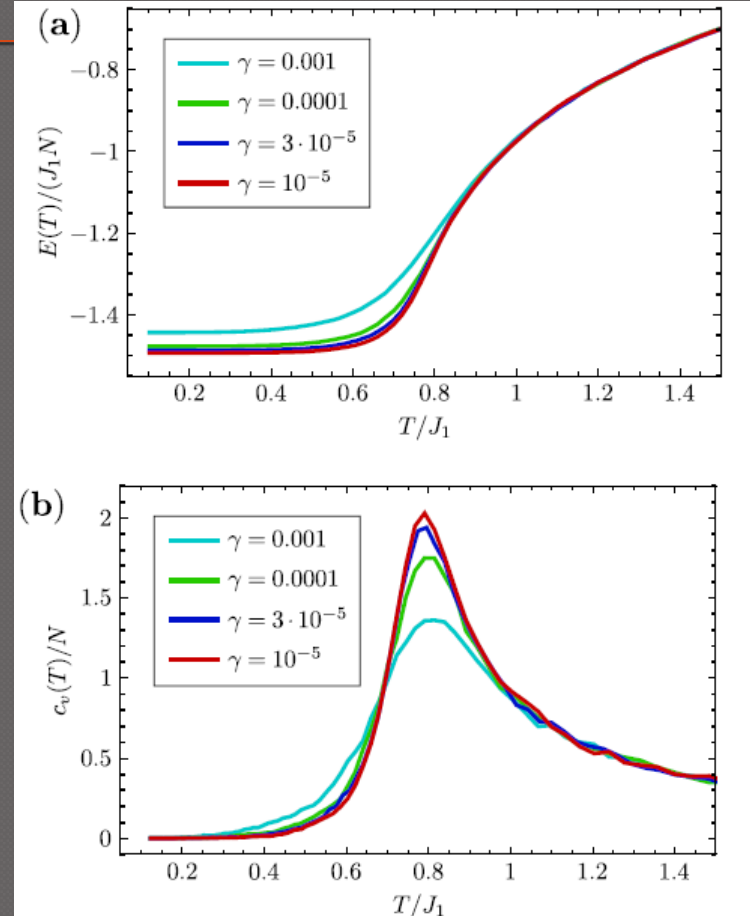 (a)
γ = 0.001
γ = 0.0001
γ = 3·10⁻⁵
γ = 10⁻⁵
−0.8
−1
−1.2
−1.4
E(T)/(J₁N)
0.2 0.4 0.6 0.8 1 1.2 1.4
T/J₁
(b)
γ = 0.001
γ = 0.0001
γ = 3·10⁻⁵
γ = 10⁻⁵
2
1.5
1
0.5
0
cᵥ(T)/N
0.2 0.4 0.6 0.8 1 1.2 1.4
T/J₁